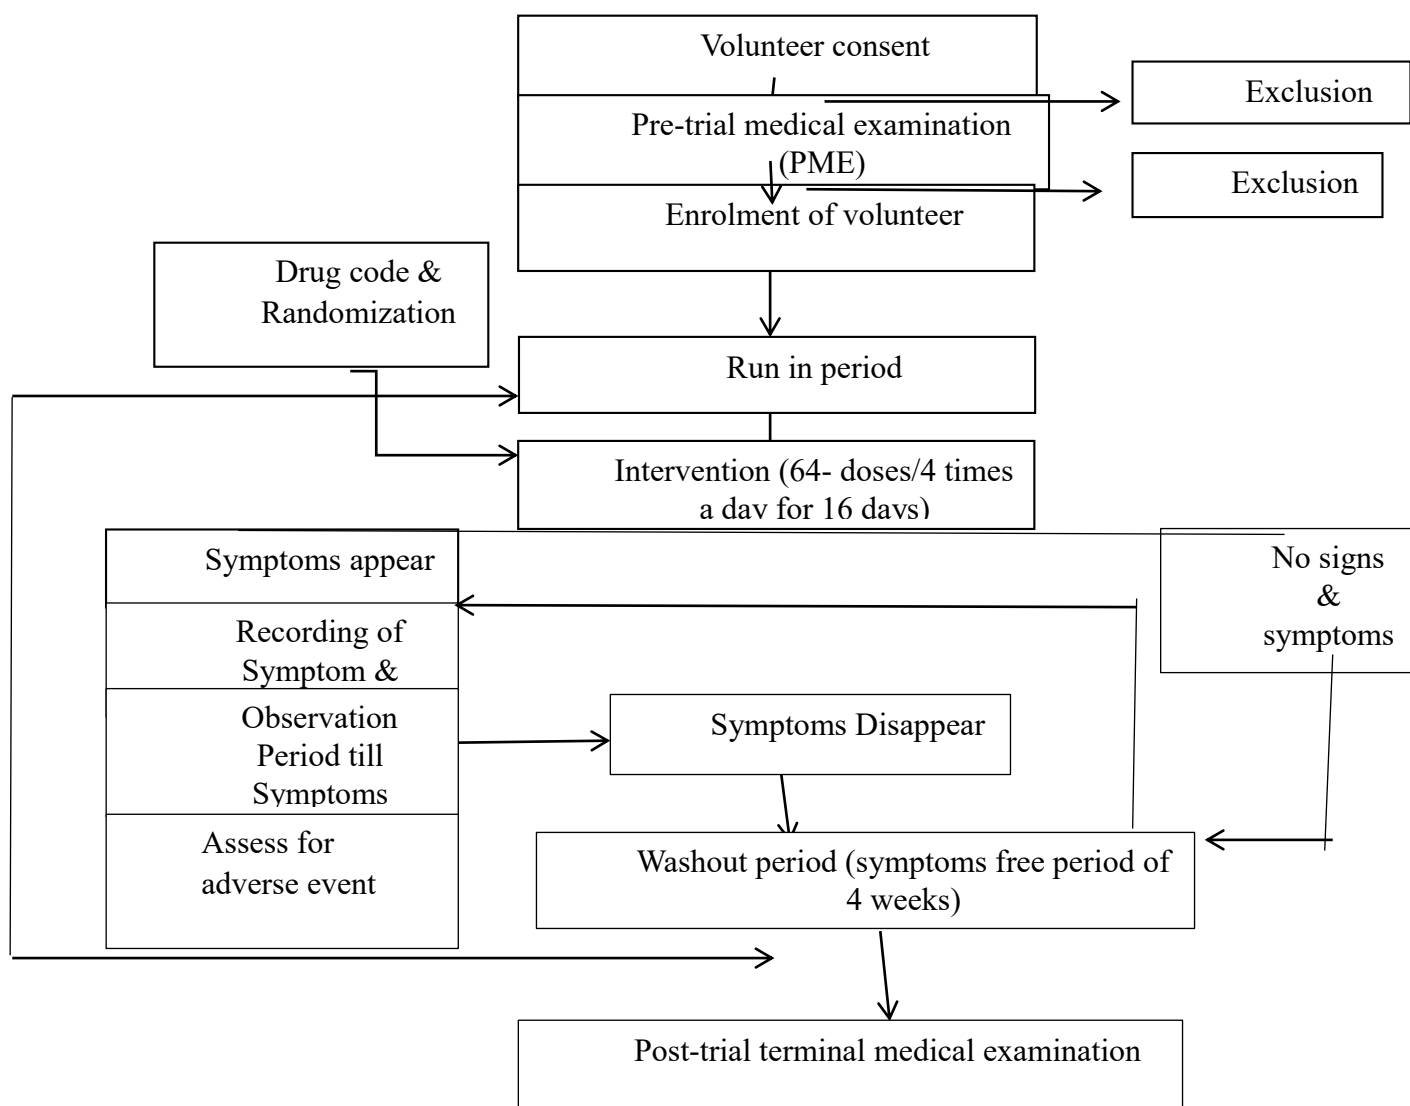 Volunteer consent
Exclusion
Pre-trial medical examination
(PME)
Exclusion
Enrolment of volunteer
Drug code &
Randomization
Run in period
Intervention (64- doses/4 times
a day for 16 days)
Symptoms appear
No signs
&
symptoms
Recording of
Symptom &
Observation
Period till
Symptoms
Symptoms Disappear
Assess for
adverse event
Washout period (symptoms free period of
4 weeks)
Post-trial terminal medical examination